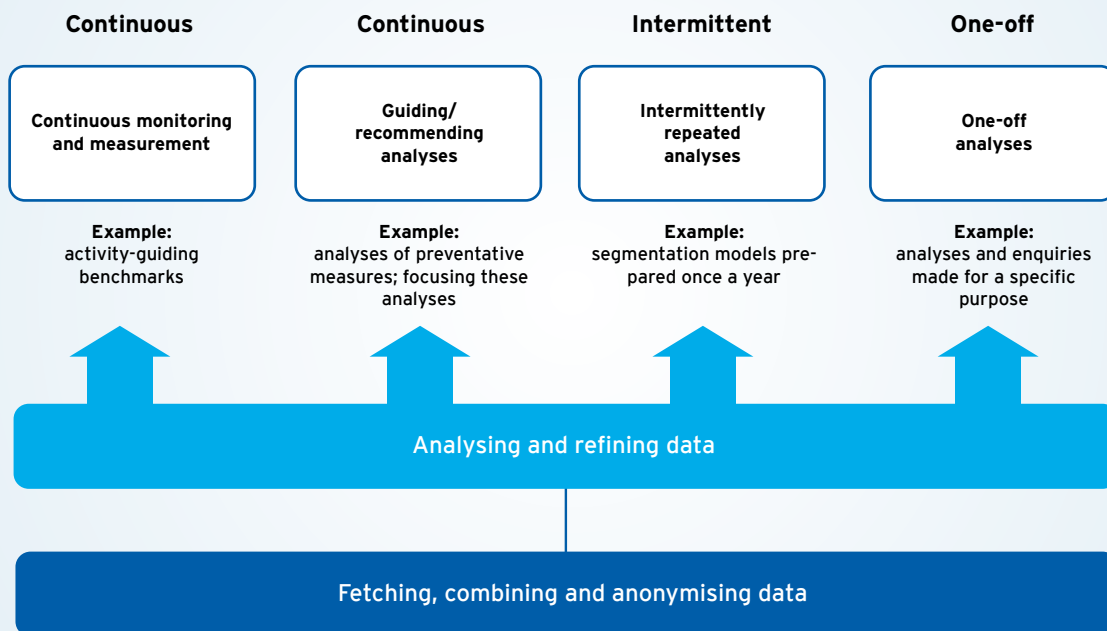 Continuous
Continuous
Intermittent
One-off
Continuous monitoring
and measurement
Guiding/
recommending
analyses
Intermittently
repeated
analyses
One-off
analyses
Example:
activity-guiding
benchmarks
Example:
analyses of preventative
measures; focusing these
analyses
Example:
segmentation models pre-
pared once a year
Example:
analyses and enquiries
made for a specific
purpose
Analysing and refining data
Fetching, combining and anonymising data